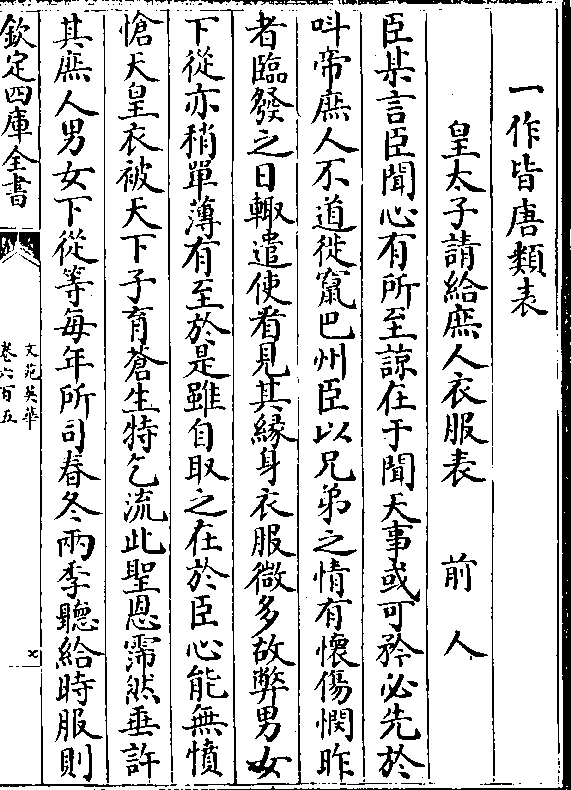 一作皆唐類表
皇太子請給庶人衣服表　前人
臣某言臣聞心有所至諒在于聞天事或可矜必先於
叫帝庶人不道徙竄巴州臣以兄弟之情有懷傷憫昨
者臨發之日輙遣使看見其緣身衣服微多故弊男女
下從亦稍單薄有至於是雖自取之在於臣心能無憤
愴天皇衣被天下子育蒼生特乞流此聖恩霈然垂許
其庶人男女下從等每年所司春冬兩季聽給時服則
欽定四庫全書
文苑英華
卷六百五